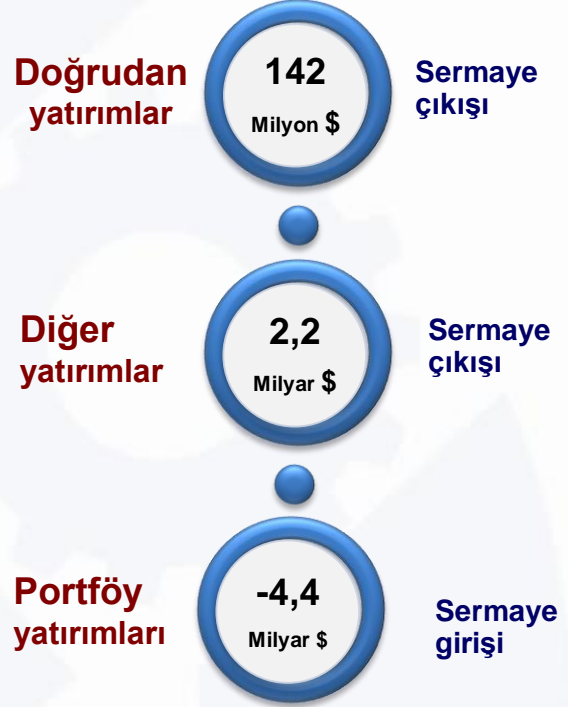 Doğrudan
yatırımlar
142
Milyon $
Sermaye
çıkışı
Diğer
yatırımlar
2,2
Milyar $
Sermaye
çıkışı
Portföy
yatırımları
-4,4
Milyar $
Sermaye
girişi